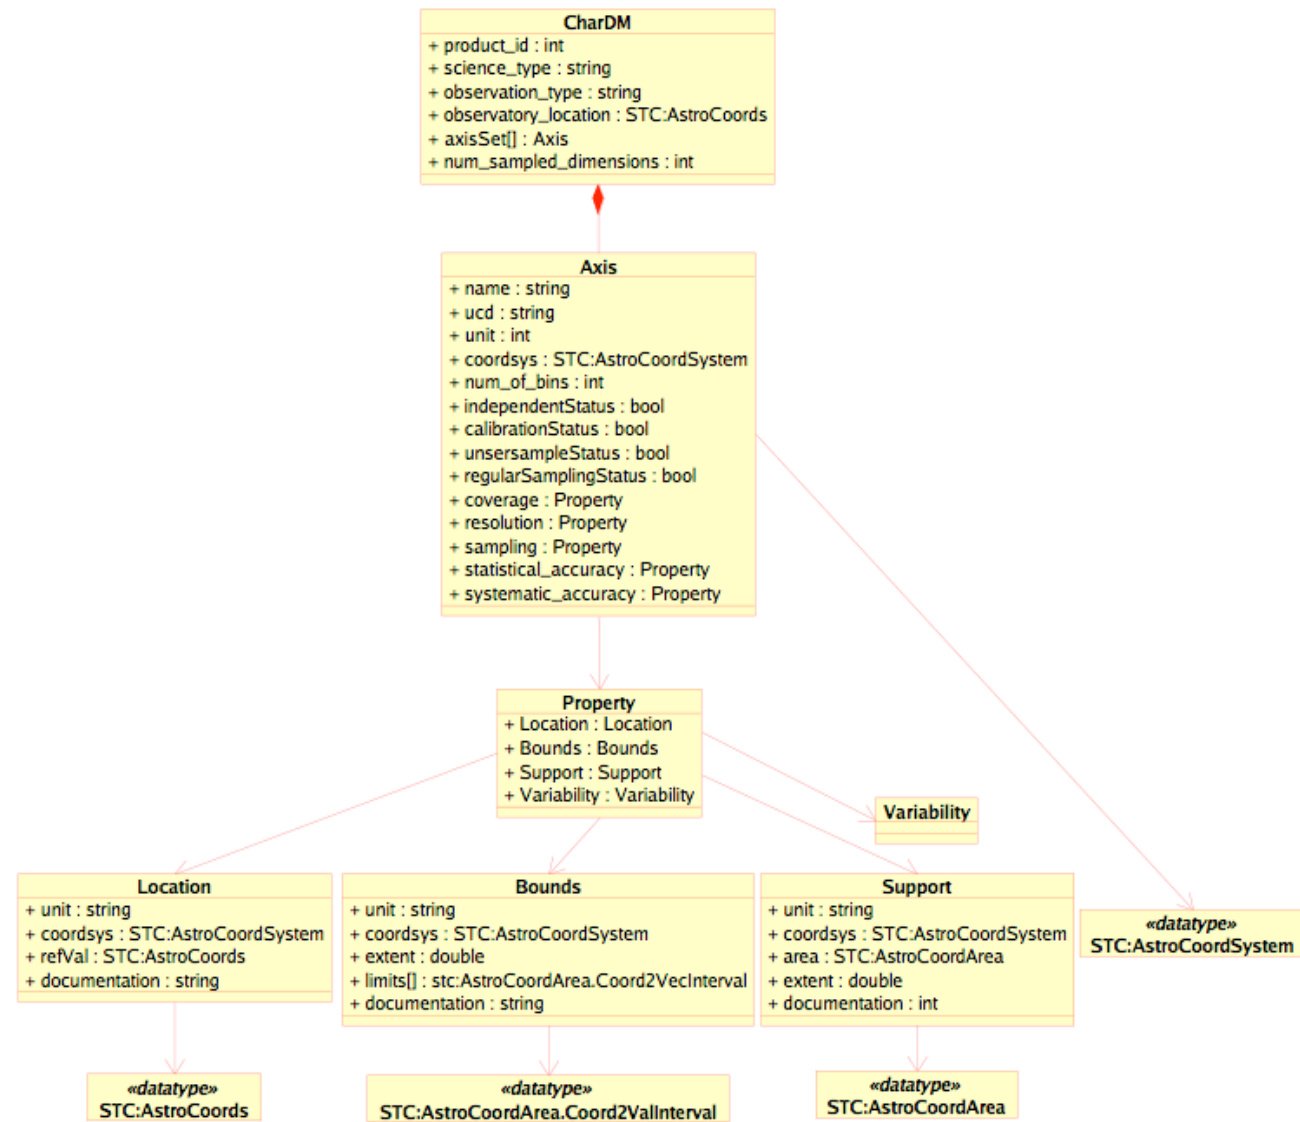 CharDM
+ product_id : int
+ science_type : string
+ observation_type : string
+ observatory_location : STC:AstroCoords
+ axisSet[] : Axis
+ num_sampled_dimensions : int
Axis
+ name : string
+ ucd : string
+ unit : int
+ coordsys : STC:AstroCoordSystem
+ num_of_bins : int
+ independentStatus : bool
+ calibrationStatus : bool
+ unsersampleStatus : bool
+ regularSamplingStatus : bool
+ coverage : Property
+ resolution : Property
+ sampling : Property
+ statistical_accuracy : Property
+ systematic_accuracy : Property
Property
+ Location : Location
+ Bounds : Bounds
+ Support : Support
+ Variability : Variability
Variability
Location
+ unit : string
+ coordsys : STC:AstroCoordSystem
+ refVal : STC:AstroCoords
+ documentation : string
Bounds
+ unit : string
+ coordsys : STC:AstroCoordSystem
+ extent : double
+ limits[] : stc:AstroCoordArea.Coord2VecInterval
+ documentation : string
Support
+ unit : string
+ coordsys : STC:AstroCoordSystem
+ area : STC:AstroCoordArea
+ extent : double
+ documentation : int
«datatype»
STC:AstroCoordSystem
«datatype»
STC:AstroCoords
«datatype»
STC:AstroCoordArea.Coord2ValInterval
«datatype»
STC:AstroCoordArea